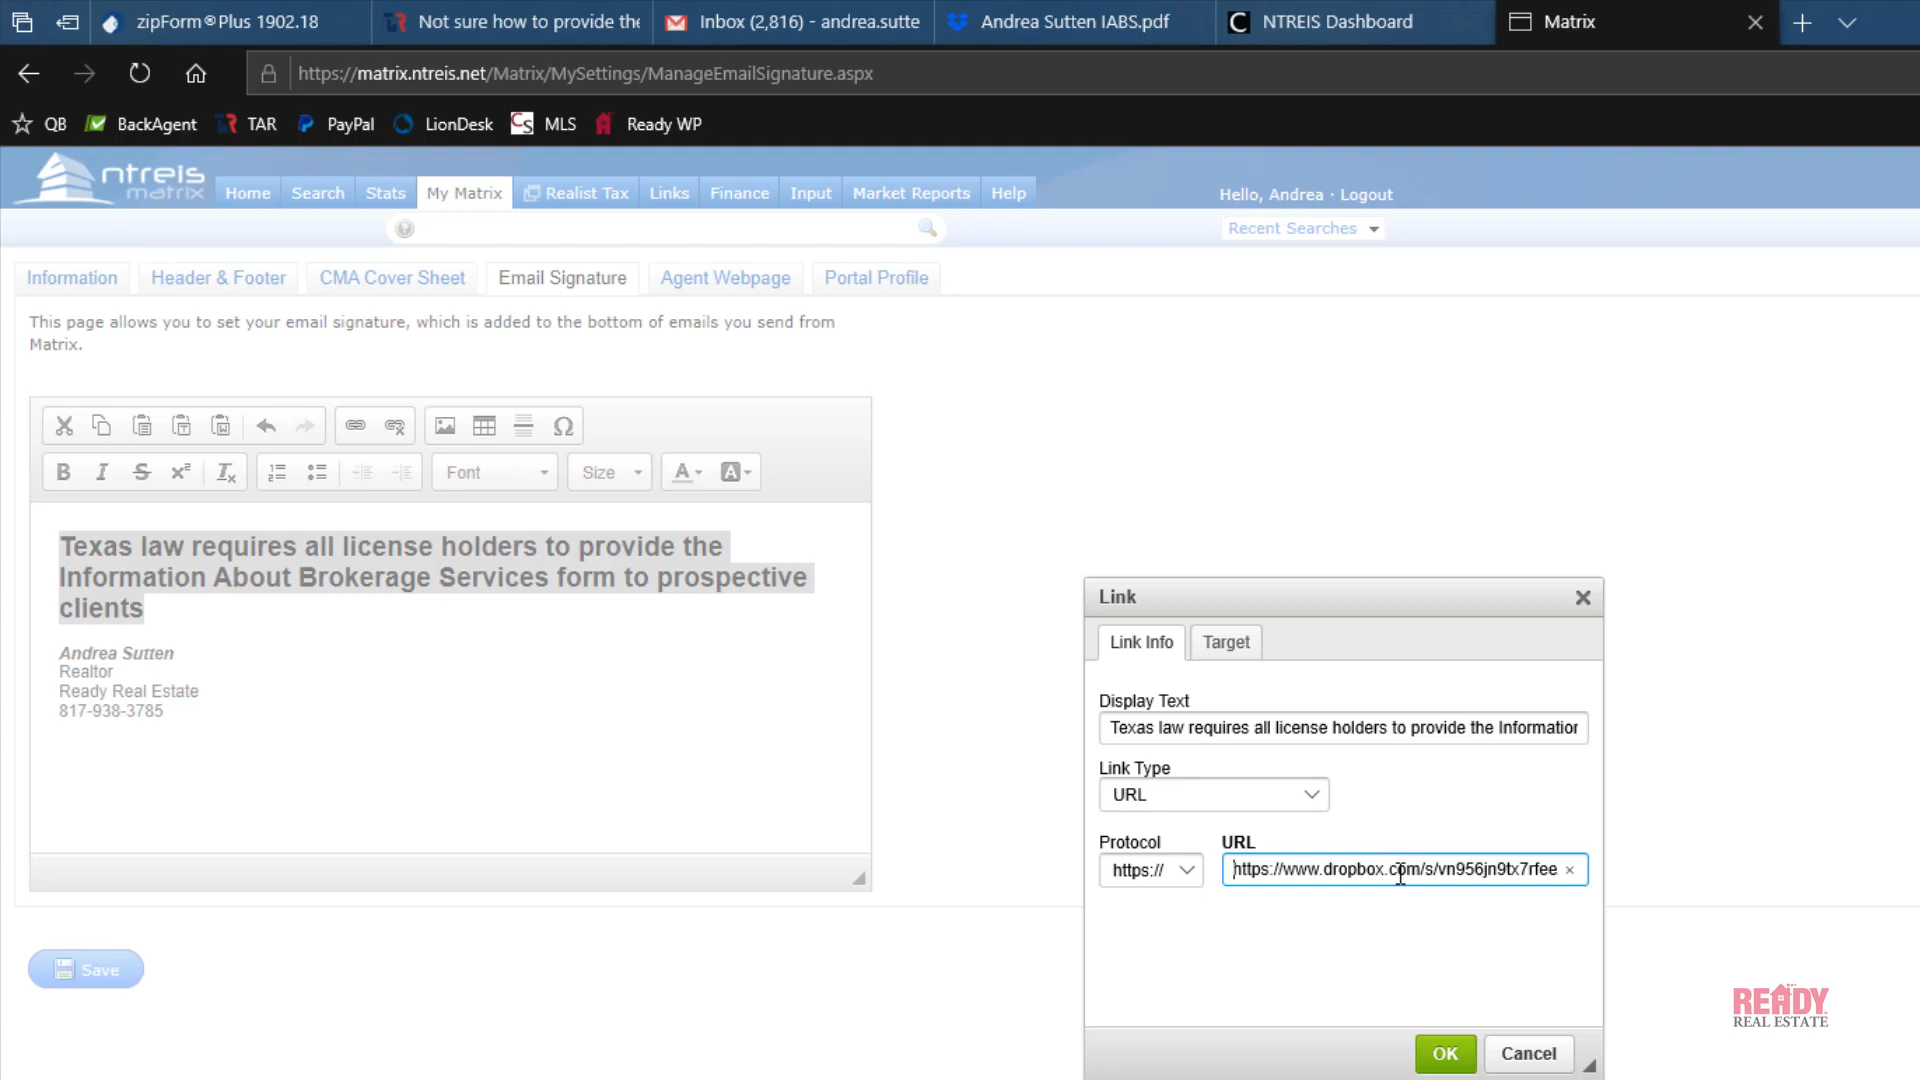 zipForm®Plus 1902.18
Not sure how to provide the
Inbox (2,816) - andrea.sutte
Andrea Sutten IABS.pdf
NTREIS Dashboard
Matrix
https://matrix.ntreis.net/Matrix/MySettings/ManageEmailSignature.aspx
QB
BackAgent
TAR
PayPal
LionDesk
CS MLS
Ready WP
ntreis
matrix
Home
Search
Stats
My Matrix
Realist Tax
Links
Finance
Input
Market Reports
Help
Hello, Andrea · Logout
Recent Searches
Information
Header & Footer
CMA Cover Sheet
Email Signature
Agent Webpage
Portal Profile
This page allows you to set your email signature, which is added to the bottom of emails you send from
Matrix.
Font
Size
Texas law requires all license holders to provide the
Information About Brokerage Services form to prospective
clients
Andrea Sutten
Realtor
Ready Real Estate
817-938-3785
Save
Link
Link Info
Target
Display Text
Texas law requires all license holders to provide the Information
Link Type
URL
Protocol
URL
https://
https://www.dropbox.com/s/vn956jn9tx7rfee
OK
Cancel
READY
REAL ESTATE